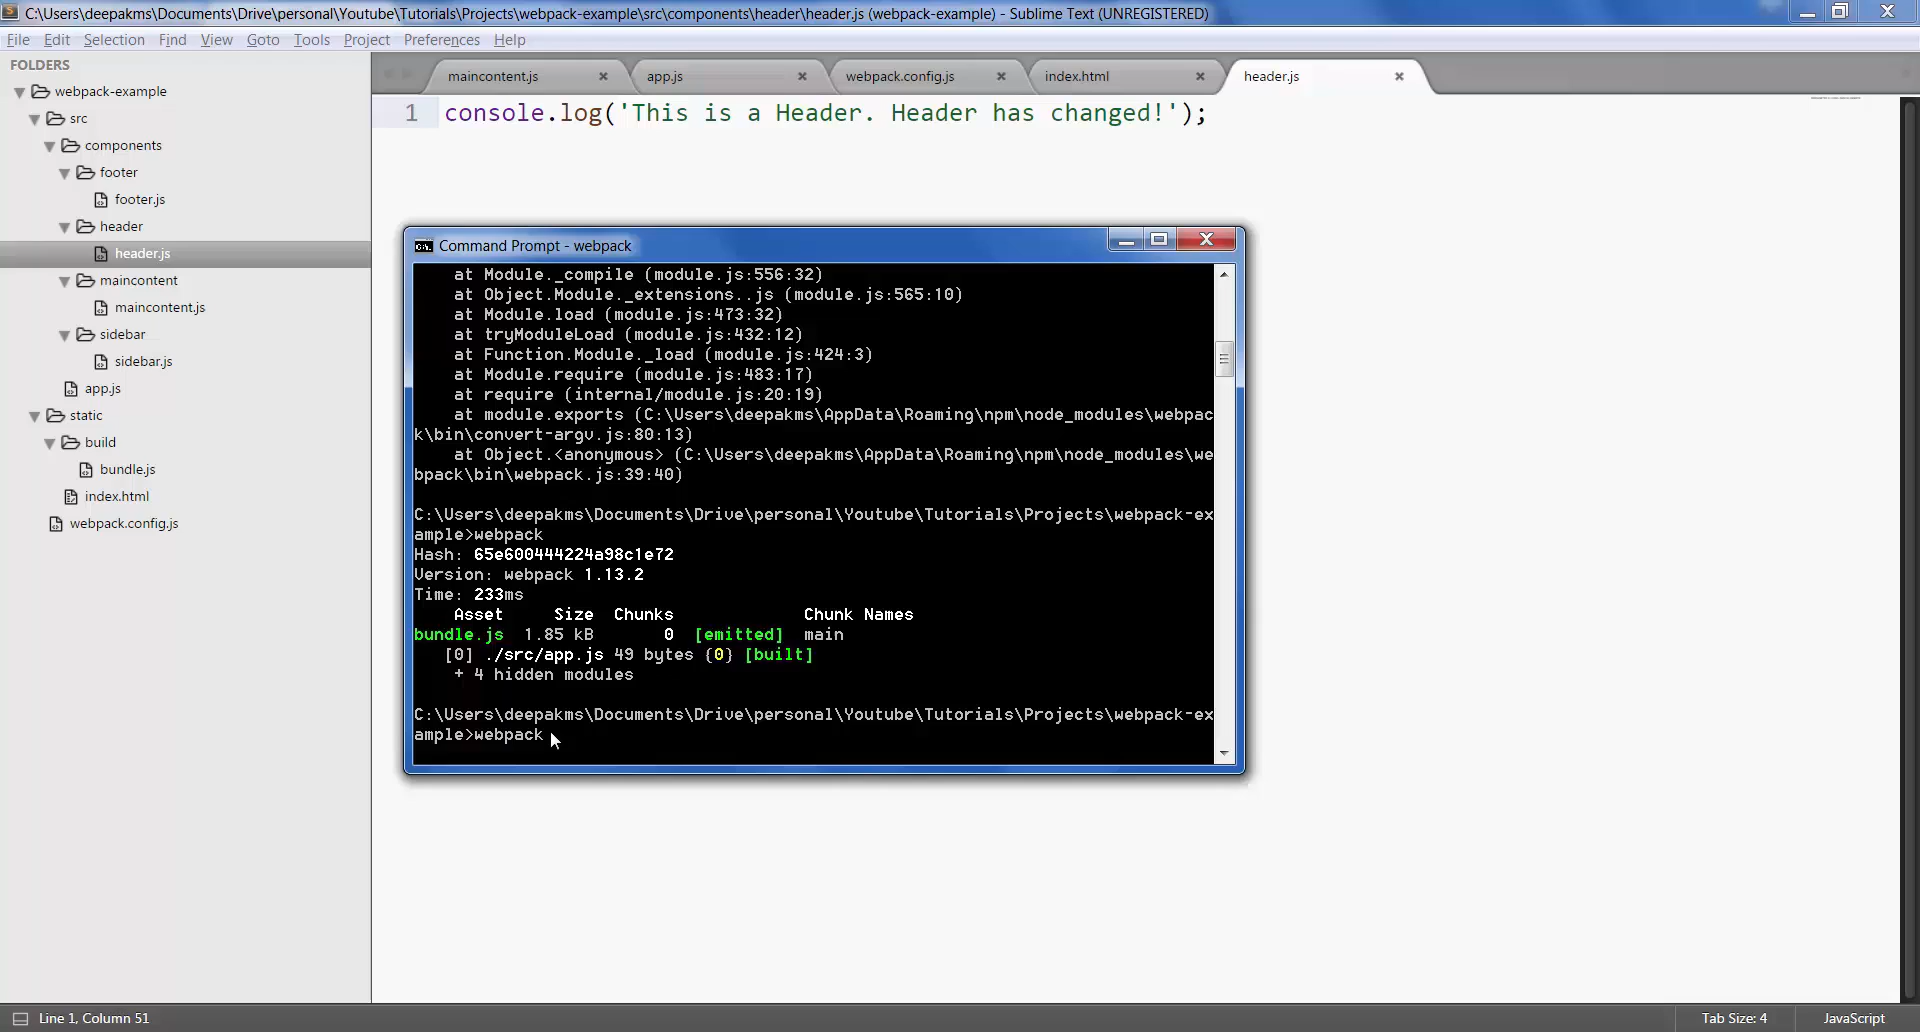 C:\Users\deepakms\Documents\Drive\personal\Youtube\Tutorials\Projects\webpack-example\src\components\header\header.js (webpack-example) - Sublime Text (UNREGISTERED)
File Edit Selection Find View Goto Tools Project Preferences Help
FOLDERS
webpack-example
src
components
footer
footer.js
header
header.js
maincontent
maincontent.js
sidebar
sidebar.js
app.js
static
build
bundle.js
index.html
webpack.config.js
maincontent.js app.js webpack.config.js index.html header.js
1 console.log('This is a Header. Header has changed!');
Command Prompt - webpack
at Module._compile (module.js:556:32)
at Object.Module._extensions..js (module.js:565:10)
at Module.load (module.js:473:32)
at tryModuleLoad (module.js:432:12)
at Function.Module._load (module.js:424:3)
at Module.require (module.js:483:17)
at require (internal/module.js:20:19)
at module.exports (C:\Users\deepakms\AppData\Roaming\npm\node_modules\webpac
k\bin\convert-argv.js:80:13)
at Object.<anonymous> (C:\Users\deepakms\AppData\Roaming\npm\node_modules\we
bpack\bin\webpack.js:39:40)
C:\Users\deepakms\Documents\Drive\personal\Youtube\Tutorials\Projects\webpack-ex
ample>webpack
Hash: 65e600444224a98c1e72
Version: webpack 1.13.2
Time: 233ms
Asset Size Chunks Chunk Names
bundle.js 1.85 kB 0 [emitted] main
[0] ./src/app.js 49 bytes {0} [built]
+ 4 hidden modules
C:\Users\deepakms\Documents\Drive\personal\Youtube\Tutorials\Projects\webpack-ex
ample>webpack
Line 1, Column 51
Tab Size: 4
JavaScript